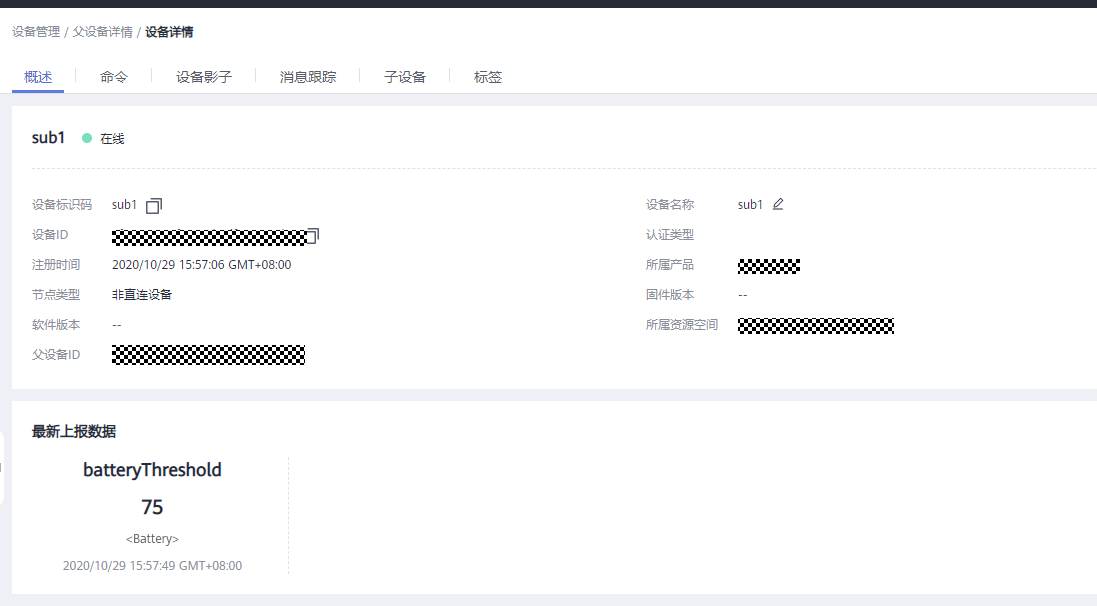 设备管理 / 父设备详情 / 设备详情
概述 命令 设备影子 消息跟踪 子设备 标签
sub1 在线
设备标识码 sub1 设备名称 sub1
设备ID 认证类型
注册时间 2020/10/29 15:57:06 GMT+08:00 所属产品
节点类型 非直连设备 固件版本 --
软件版本 -- 所属资源空间
父设备ID
最新上报数据
batteryThreshold
75
<Battery>
2020/10/29 15:57:49 GMT+08:00